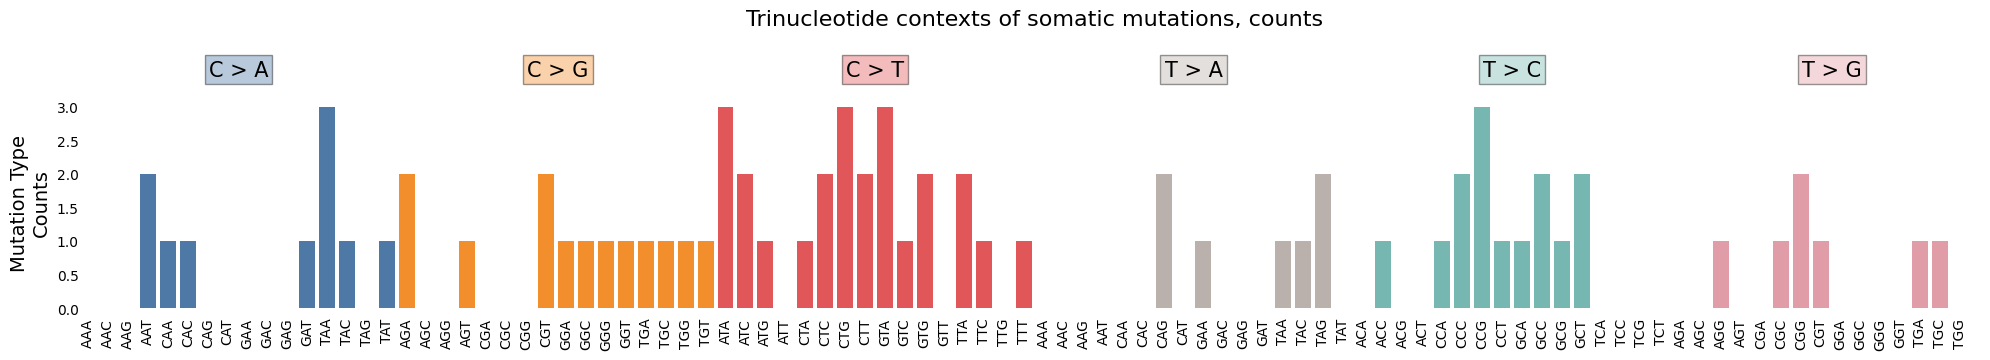 Trinucleotide contexts of somatic mutations, counts
C > A C > G C > T T > A T > C T > G
Mutation Type
Counts
3.0
2.5
2.0
1.5
1.0
0.5
0.0
AAA AAC AAG AAT CAA CAC CAG CAT GAA GAC GAG GAT TAA TAC TAG TAT AGA AGC AGG AGT CGA CGC CGG CGT GGA GGC GGG GGT TGA TGC TGG TGT ATA ATC ATG ATT CTA CTC CTG CTT GTA GTC GTG GTT TTA TTC TTG TTT AAA AAC AAG AAT CAA CAC CAG CAT GAA GAC GAG GAT TAA TAC TAG TAT ACA ACC ACG ACT CCA CCC CCG CCT GCA GCC GCG GCT TCA TCC TCG TCT AGA AGC AGG AGT CGA CGC CGG CGT GGA GGC GGG GGT TGA TGC TGG